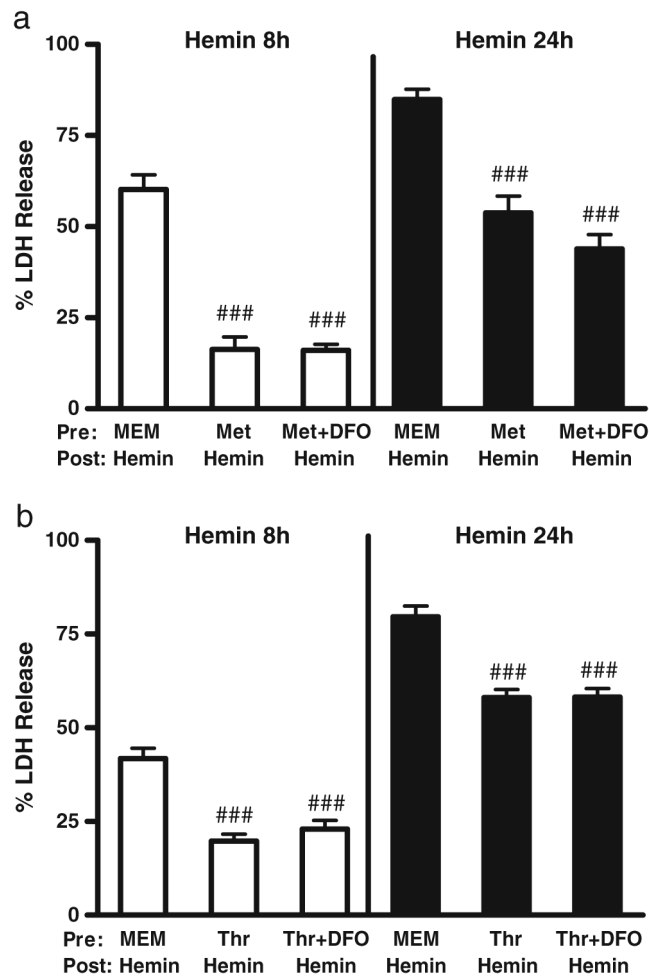 a
Hemin 8h Hemin 24h
100
75
50
25
0
% LDH Release
### ### ### ###
Pre: MEM Met Met+DFO MEM Met Met+DFO
Post: Hemin Hemin Hemin Hemin Hemin Hemin
b
Hemin 8h Hemin 24h
100
75
50
25
0
% LDH Release
### ### ### ###
Pre: MEM Thr Thr+DFO MEM Thr Thr+DFO
Post: Hemin Hemin Hemin Hemin Hemin Hemin